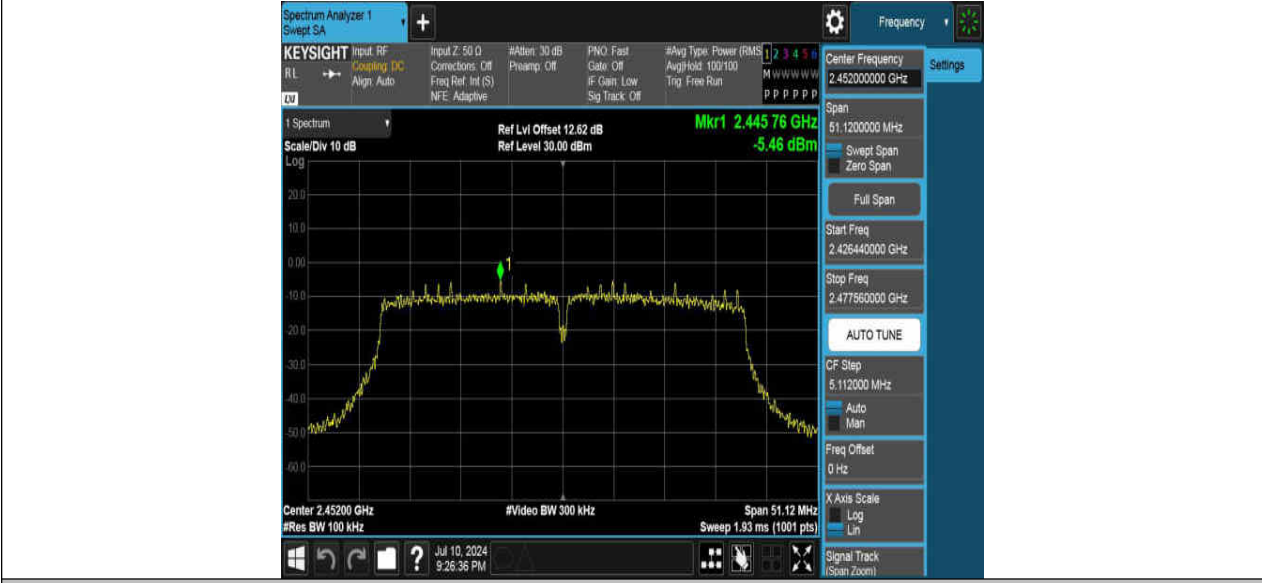 Spectrum Analyzer 1
Swept SA
+
Frequency
KEYSIGHT
RL
Input: RF
Coupling: DC
Align: Auto
Input Z: 50 Ω
Corrections: Off
Freq Ref: Int (S)
NFE: Adaptive
#Atten: 30 dB
Preamp: Off
PNO: Fast
Gate: Off
IF Gain: Low
Sig Track: Off
#Avg Type: Power (RMS
Avg|Hold: 100/100
Trig: Free Run
1 2 3 4 5 6
M W W W W W
P P P P P P
1 Spectrum
Scale/Div 10 dB
Log
Ref Lvl Offset 12.62 dB
Ref Level 30.00 dBm
Mkr1 2.445 76 GHz
-5.46 dBm
20.0
10.0
0.00
-10.0
-20.0
-30.0
-40.0
-50.0
-60.0
1
Center 2.45200 GHz
#Res BW 100 kHz
#Video BW 300 kHz
Span 51.12 MHz
Sweep 1.93 ms (1001 pts)
?
Jul 10, 2024
9:26:36 PM
Center Frequency
2.452000000 GHz
Settings
Span
51.1200000 MHz
Swept Span
Zero Span
Full Span
Start Freq
2.426440000 GHz
Stop Freq
2.477560000 GHz
AUTO TUNE
CF Step
5.112000 MHz
Auto
Man
Freq Offset
0 Hz
X Axis Scale
Log
Lin
Signal Track
(Span Zoom)